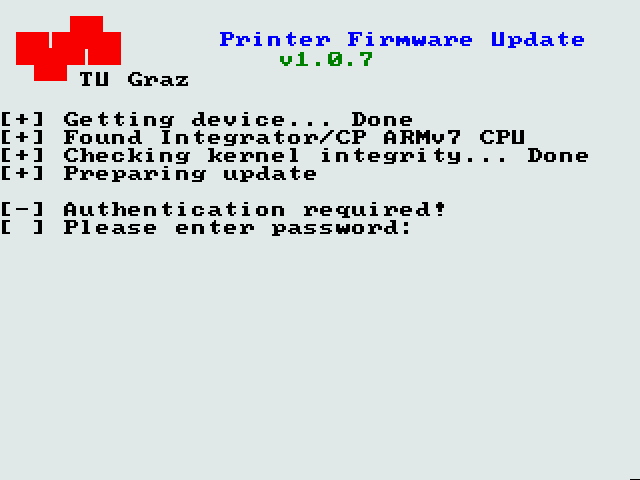 Printer Firmware Update
v1.0.7
TU Graz
[+] Getting device... Done
[+] Found Integrator/CP ARMv7 CPU
[+] Checking kernel integrity... Done
[+] Preparing update
[-] Authentication required!
[ ] Please enter password: